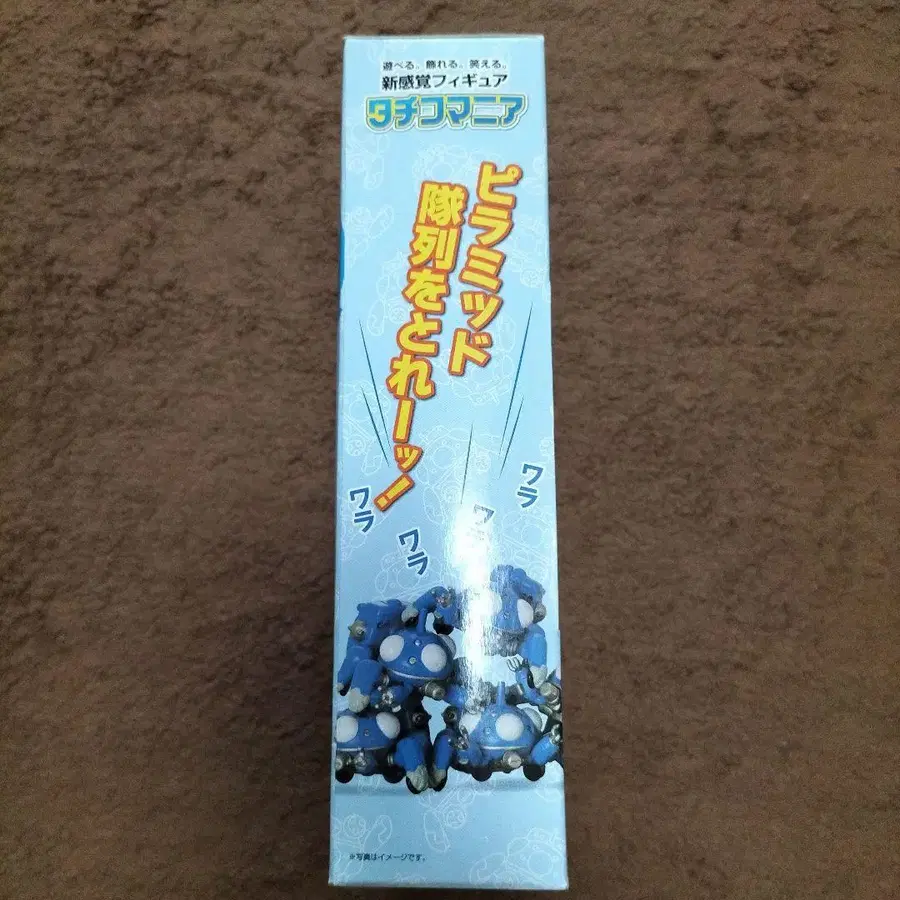 遊べる。飾れる。笑える。
新感覚フィギュア
タチコマニア
ピラミッド
隊列をとれーッ!
ワラ
ワラ
ワラ
※写真はイメージです。